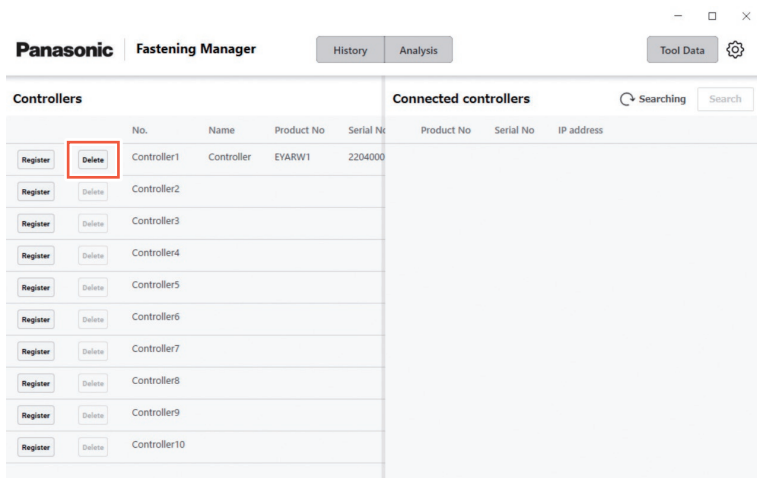 Panasonic Fastening Manager History Analysis Tool Data
Controllers
No. Name Product No Serial No
Register Delete Controller1 Controller EYARW1 2204000
Register Delete Controller2
Register Delete Controller3
Register Delete Controller4
Register Delete Controller5
Register Delete Controller6
Register Delete Controller7
Register Delete Controller8
Register Delete Controller9
Register Delete Controller10
Connected controllers Searching Search
Product No Serial No IP address